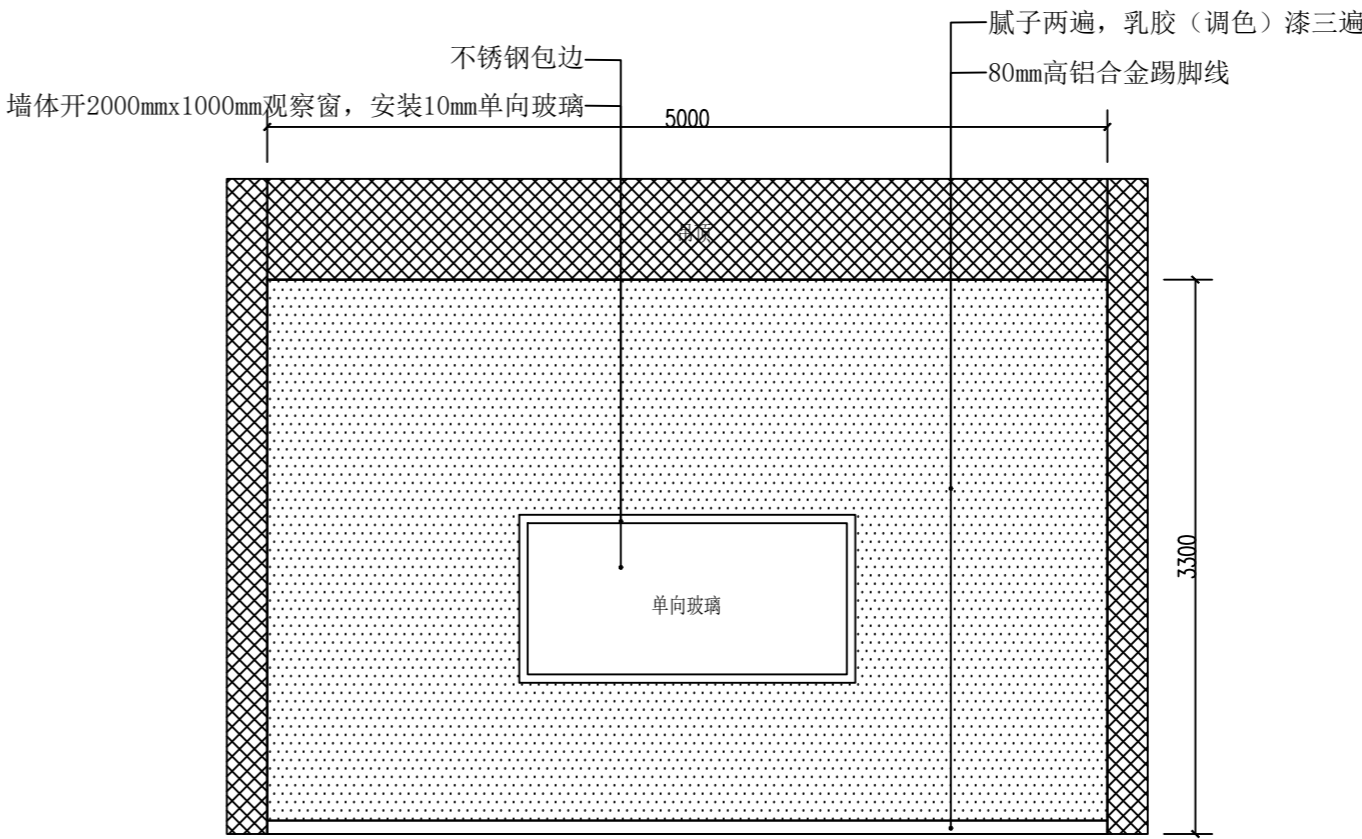 腻子两遍，乳胶（调色）漆三遍
不锈钢包边
80mm高铝合金踢脚线
墙体开2000mmx1000mm观察窗，安装10mm单向玻璃
5000
吊顶
3300
单向玻璃